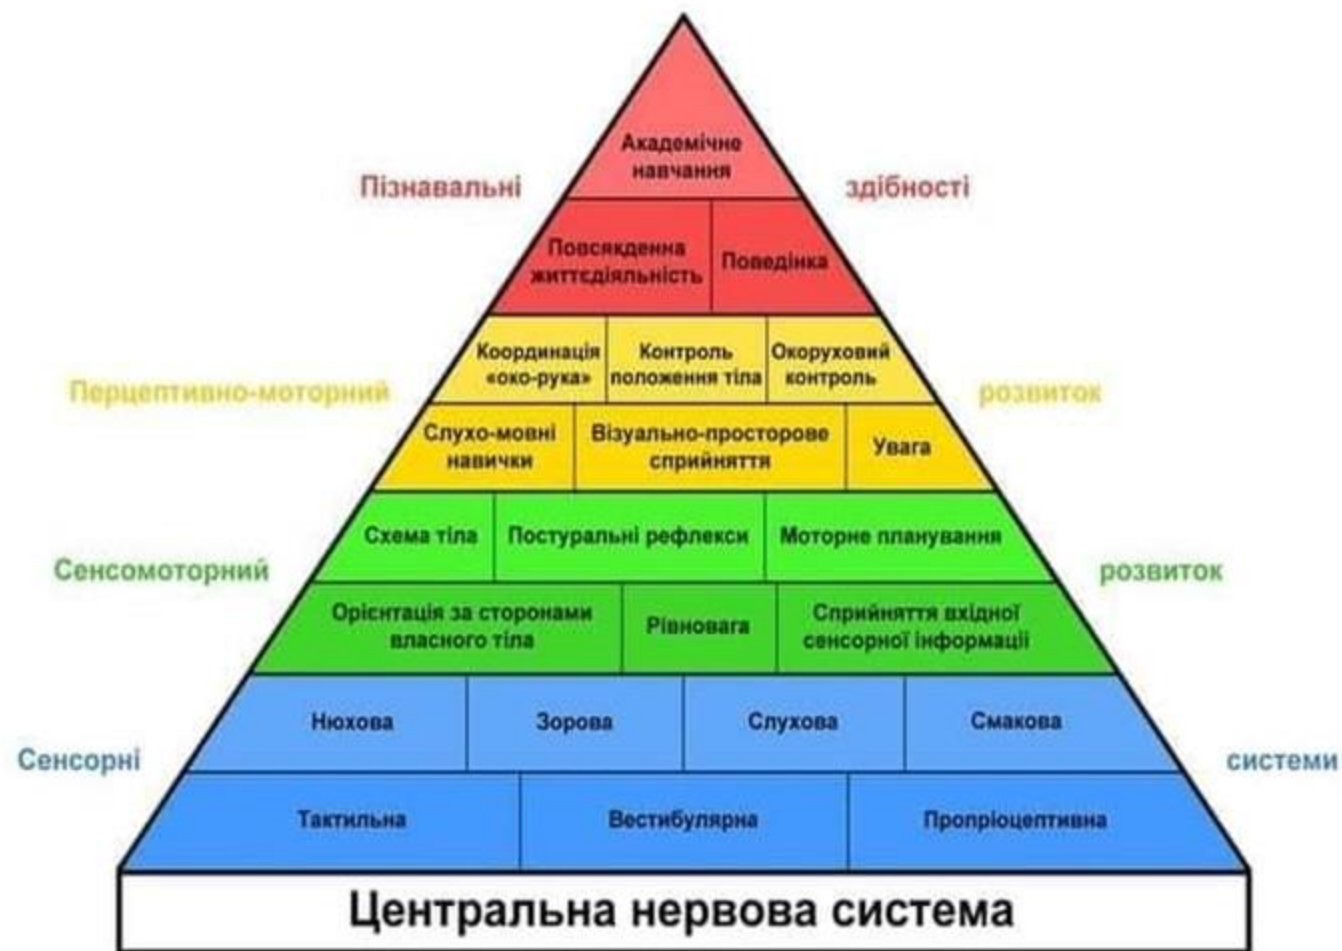 Академічне
навчання
Пізнавальні
здібності
Повсякденна
життєдіяльність
Поведінка
Координація
«око-рука»
Контроль
положення тіла
Окоруховий
контроль
Перцептивно-моторний
розвиток
Слухо-мовні
навички
Візуально-просторове
сприйняття
Увага
Схема тіла
Постуральні рефлекси
Моторне планування
Сенсомоторний
розвиток
Орієнтація за сторонами
власного тіла
Рівновага
Сприйняття вхідної
сенсорної інформації
Нюхова
Зорова
Слухова
Смакова
Сенсорні
системи
Тактильна
Вестибулярна
Пропріоцептивна
Центральна нервова система